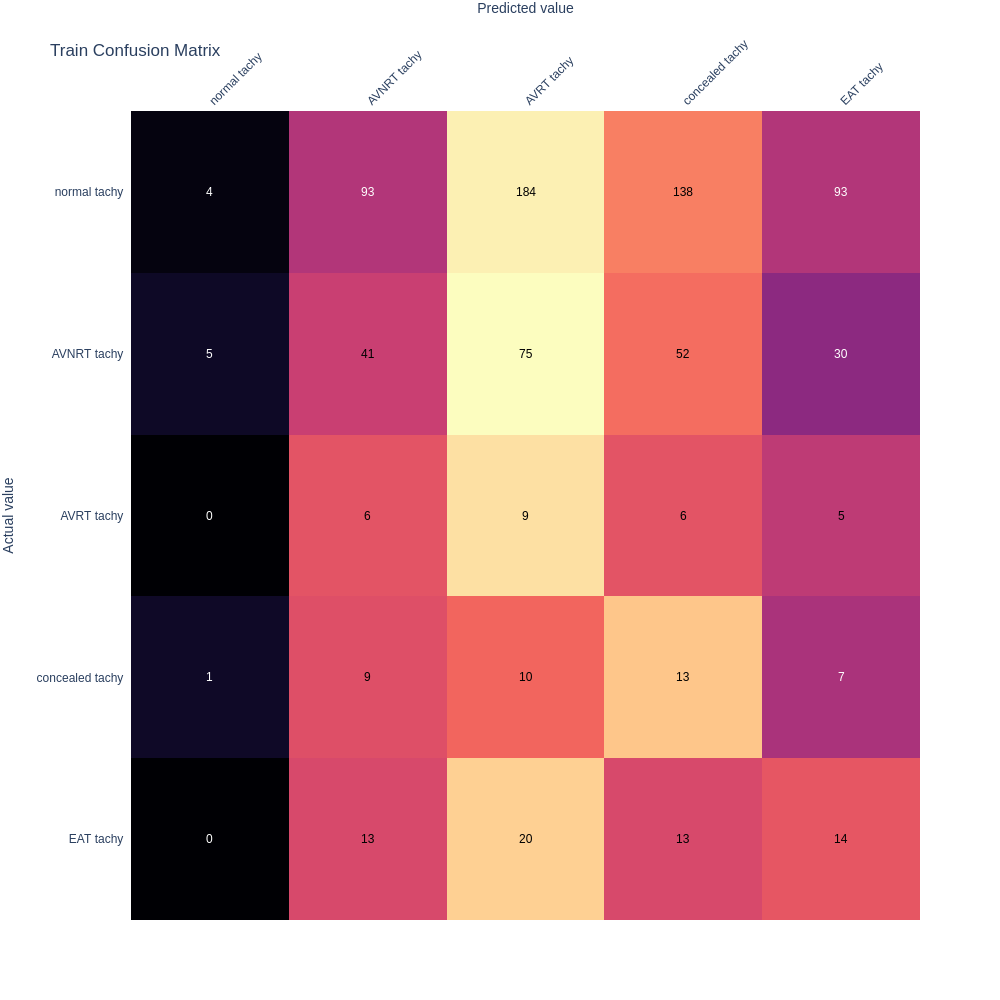 Predicted value
Train Confusion Matrix
normal tachy AVNRT tachy AVRT tachy concealed tachy EAT tachy
normal tachy 4 93 184 138 93
AVNRT tachy 5 41 75 52 30
AVRT tachy 0 6 9 6 5
Actual value
concealed tachy 1 9 10 13 7
EAT tachy 0 13 20 13 14